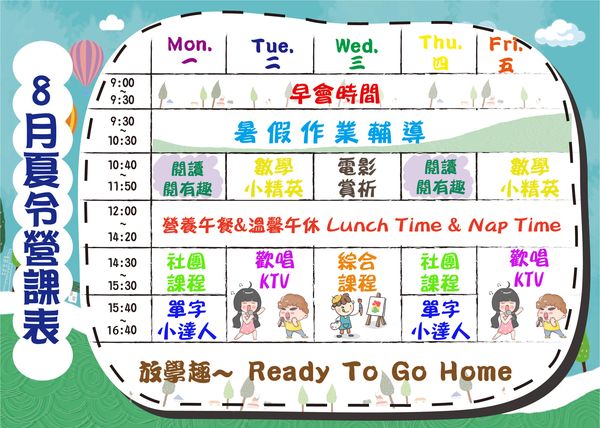 8月夏令營課表
Mon. Tue. Wed. Thu. Fri.
一 二 三 四 五
9:00
~
9:30
早會時間
9:30
~
10:30
暑假作業輔導
10:40
~
11:50
閱讀 數學 電影 閱讀 數學
閱有趣 小精英 賞析 閱有趣 小精英
12:00
~
14:20
營養午餐&溫馨午休 Lunch Time & Nap Time
14:30
~
15:30
社團 歡唱 綜合 社團 歡唱
課程 KTV 課程 課程 KTV
15:40
~
16:40
單字 單字
小達人 小達人
放學趣~ Ready To Go Home